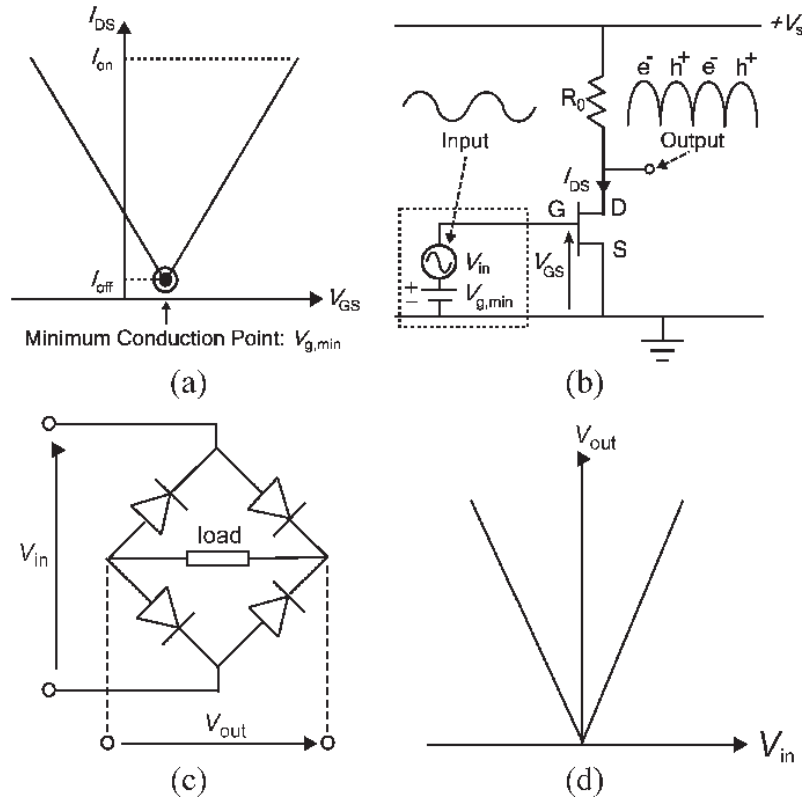 I_DS
I_on
I_off
V_GS
Minimum Conduction Point: V_g,min
(a)
+V_s
e⁻ h⁺ e⁻ h⁺
R_0
Input
Output
I_DS
G D
S
V_in
V_GS
+
−
V_g,min
(b)
load
V_in
V_out
(c)
V_out
V_in
(d)